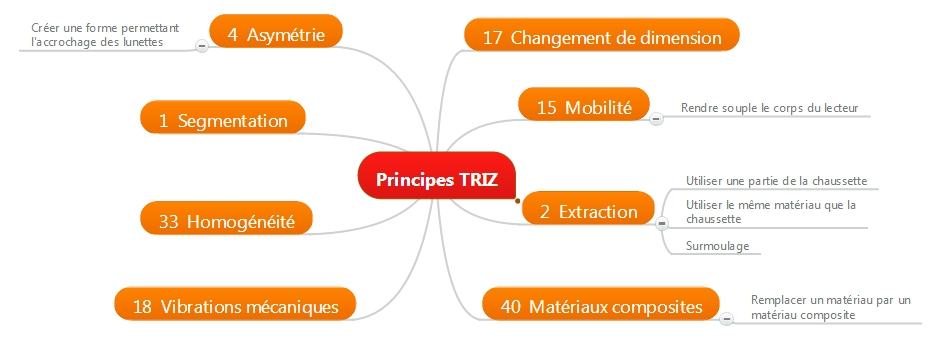 Principes TRIZ
4 Asymétrie
Créer une forme permettant
l'accrochage des lunettes
1 Segmentation
33 Homogénéité
18 Vibrations mécaniques
17 Changement de dimension
15 Mobilité
Rendre souple le corps du lecteur
2 Extraction
Utiliser une partie de la chaussette
Utiliser le même matériau que la
chaussette
Surmoulage
40 Matériaux composites
Remplacer un matériau par un
matériau composite